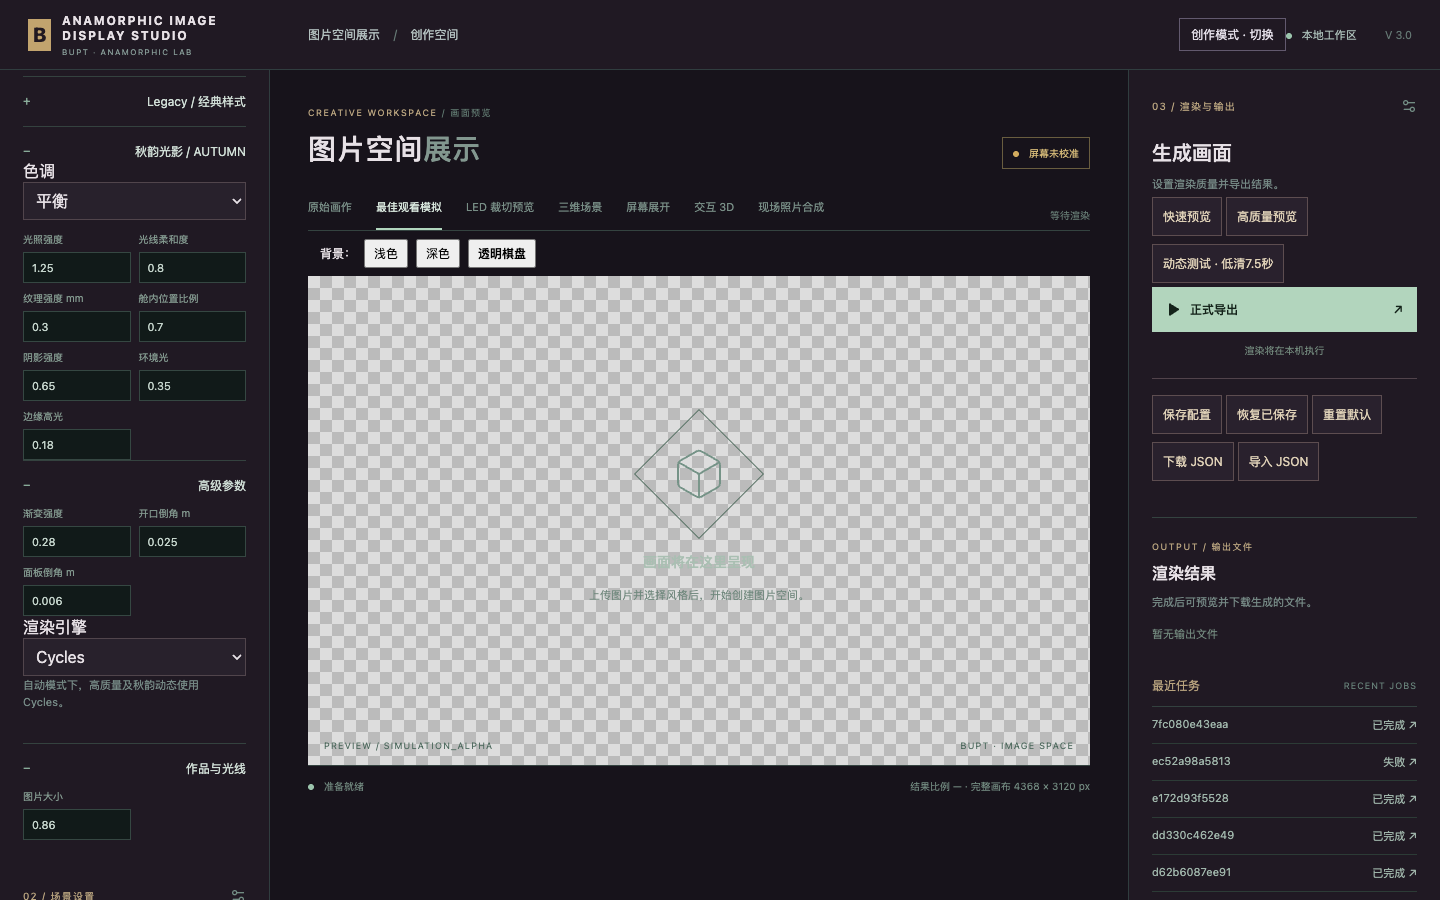 B
ANAMORPHIC IMAGE
DISPLAY STUDIO
BUPT · ANAMORPHIC LAB
图片空间展示 / 创作空间
创作模式 · 切换
本地工作区
V 3.0
+ Legacy / 经典样式
− 秋韵光影 / AUTUMN
色调
平衡
光照强度 光线柔和度
1.25 0.8
纹理强度 mm 舱内位置比例
0.3 0.7
阴影强度 环境光
0.65 0.35
边缘高光
0.18
− 高级参数
渐变强度 开口倒角 m
0.28 0.025
面板倒角 m
0.006
渲染引擎
Cycles
自动模式下，高质量及秋韵动态使用
Cycles。
− 作品与光线
图片大小
0.86
02 / 场景设置
CREATIVE WORKSPACE / 画面预览
图片空间展示
屏幕未校准
原始画作 最佳观看模拟 LED 裁切预览 三维场景 屏幕展开 交互 3D 现场照片合成
等待渲染
背景： 浅色 深色 透明棋盘
画面将在这里呈现
上传图片并选择风格后，开始创建图片空间。
PREVIEW / SIMULATION_ALPHA
BUPT · IMAGE SPACE
准备就绪
结果比例 — · 完整画布 4368 × 3120 px
03 / 渲染与输出
生成画面
设置渲染质量并导出结果。
快速预览 高质量预览
动态测试 · 低清7.5秒
正式导出 ↗
渲染将在本机执行
保存配置 恢复已保存 重置默认
下载 JSON 导入 JSON
OUTPUT / 输出文件
渲染结果
完成后可预览并下载生成的文件。
暂无输出文件
最近任务 RECENT JOBS
7fc080e43eaa 已完成 ↗
ec52a98a5813 失败 ↗
e172d93f5528 已完成 ↗
dd330c462e49 已完成 ↗
d62b6087ee91 已完成 ↗